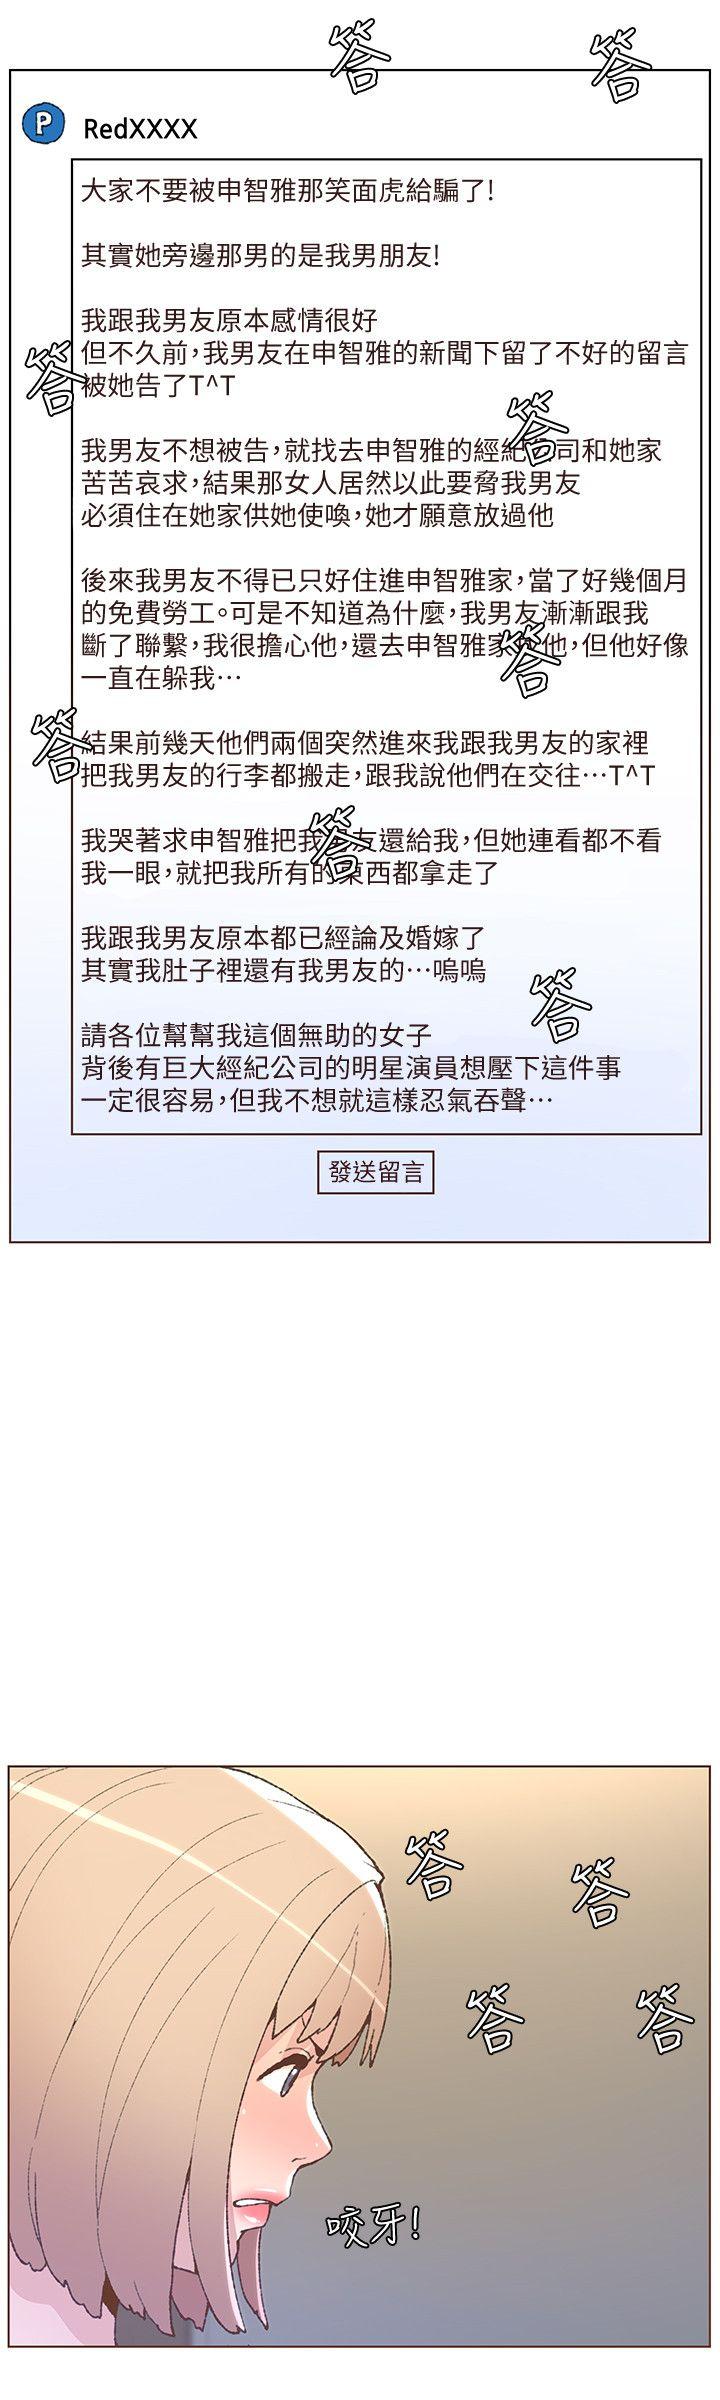 答
答
RedXXXX
大家不要被申智雅那笑面虎給騙了!
其實她旁邊那男的是我男朋友!
我跟我男友原本感情很好
但不久前,我男友在申智雅的新聞下留了不好的留言
被她告了T^T
答
答
我男友不想被告,就找去申智雅的經紀司和她家
苦苦哀求,結果那女人居然以此要脅我男友
必須住在她家供她使喚,她才願意放過他
後來我男友不得已只好住進申智雅家,當了好幾個月
的免費勞工。可是不知道為什麼,我男友漸漸跟我
斷了聯繫,我很擔心他,還去申智雅家他,但他好像
一直在躲我…
答
答
結果前幾天他們兩個突然進來我跟我男友的家裡
把我男友的行李都搬走,跟我說他們在交往…T^T
我哭著求申智雅把我友還給我,但她連看都不看
我一眼,就把我所有的東西都拿走了
答
我跟我男友原本都已經論及婚嫁了
其實我肚子裡還有我男友的…嗚嗚
答
請各位幫幫我這個無助的女子
背後有巨大經紀公司的明星演員想壓下這件事
一定很容易,但我不想就這樣忍氣吞聲…
發送留言
答
答
答
答
咬牙!